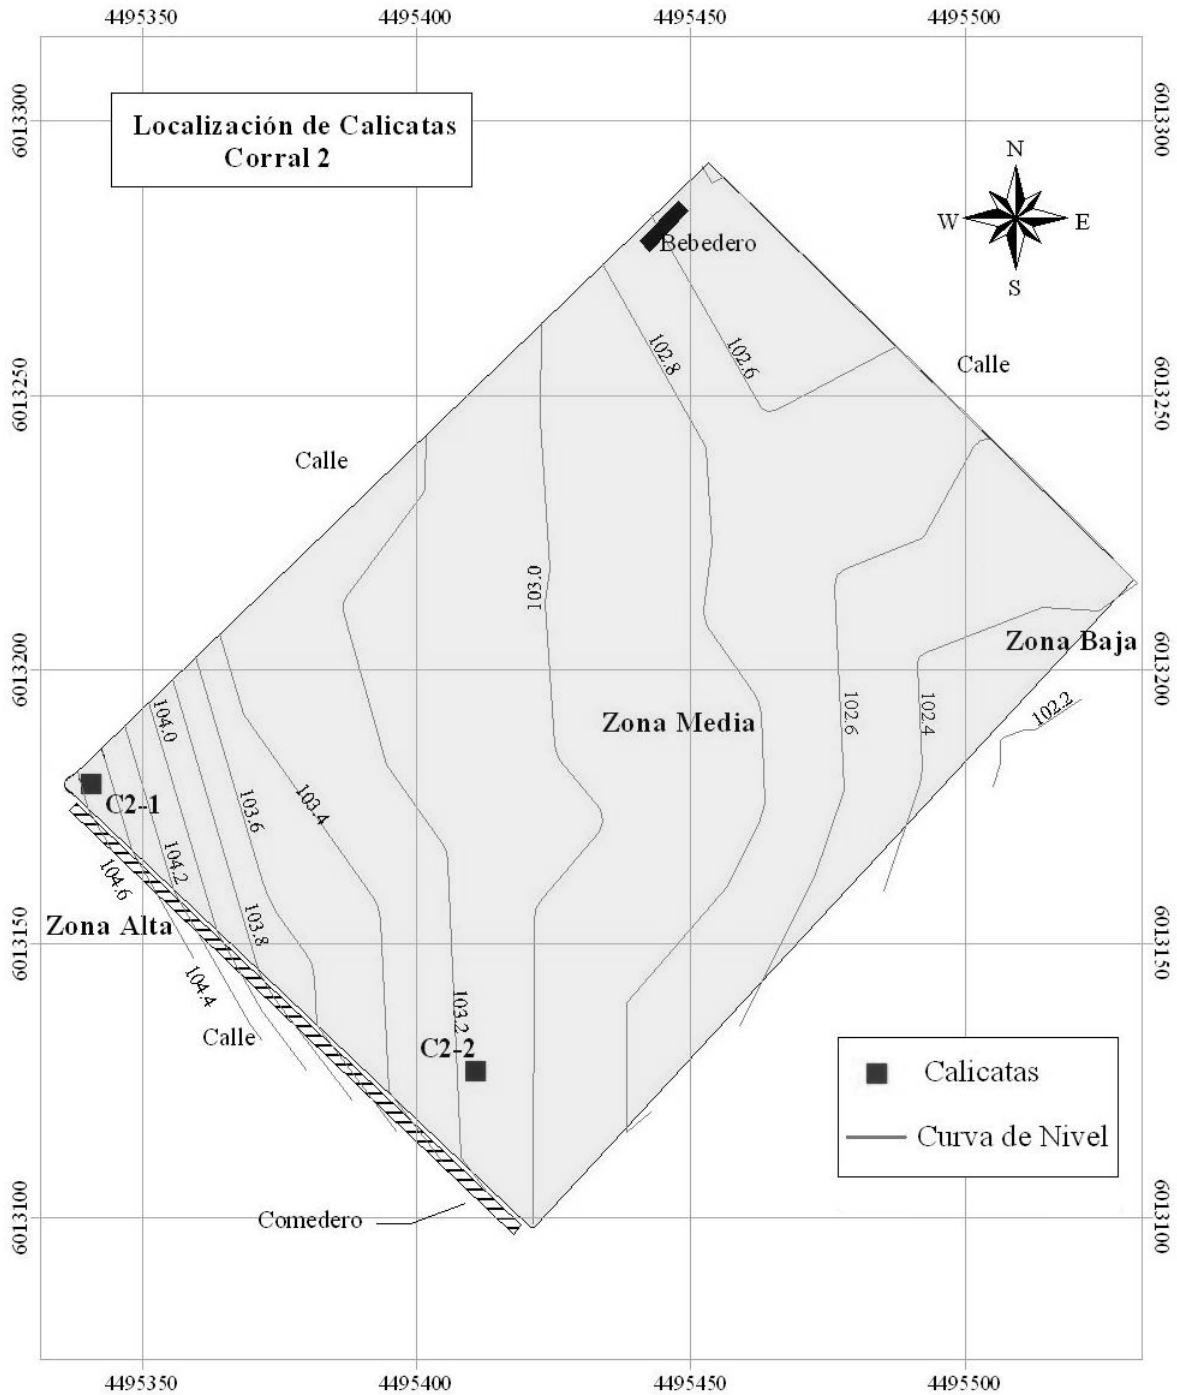 4495350
4495400
4495450
4495500
6013300
6013300
Localización de Calicatas
Corral 2
N
W
E
S
Bebedero
102.8
102.6
Calle
6013250
6013250
Calle
103.0
Zona Baja
6013200
6013200
104.0
Zona Media
102.6
102.4
102.2
C2-1
103.6
103.4
104.6
104.2
Zona Alta
103.8
6013150
6013150
104.4
103.2
Calle
C2-2
Calicatas
Curva de Nivel
Comedero
6013100
6013100
4495350
4495400
4495450
4495500